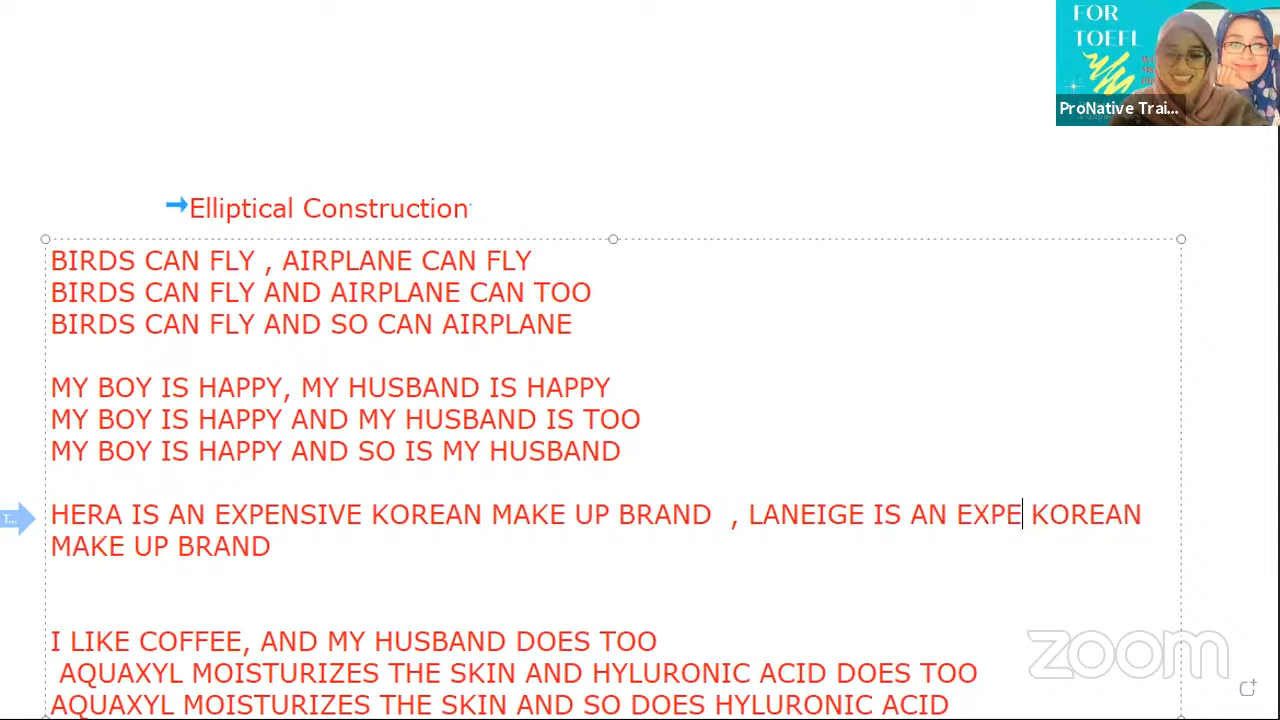 FOR
TOEFL
ProNative Trai...
Elliptical Construction
BIRDS CAN FLY , AIRPLANE CAN FLY
BIRDS CAN FLY AND AIRPLANE CAN TOO
BIRDS CAN FLY AND SO CAN AIRPLANE
MY BOY IS HAPPY, MY HUSBAND IS HAPPY
MY BOY IS HAPPY AND MY HUSBAND IS TOO
MY BOY IS HAPPY AND SO IS MY HUSBAND
T...
HERA IS AN EXPENSIVE KOREAN MAKE UP BRAND , LANEIGE IS AN EXPE KOREAN
MAKE UP BRAND
I LIKE COFFEE, AND MY HUSBAND DOES TOO
AQUAXYL MOISTURIZES THE SKIN AND HYLURONIC ACID DOES TOO
AQUAXYL MOISTURIZES THE SKIN AND SO DOES HYLURONIC ACID
zoom